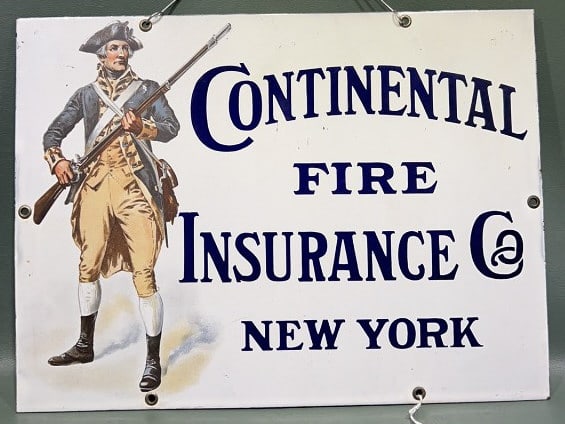 CONTINENTAL
FIRE
INSURANCE CO
NEW YORK